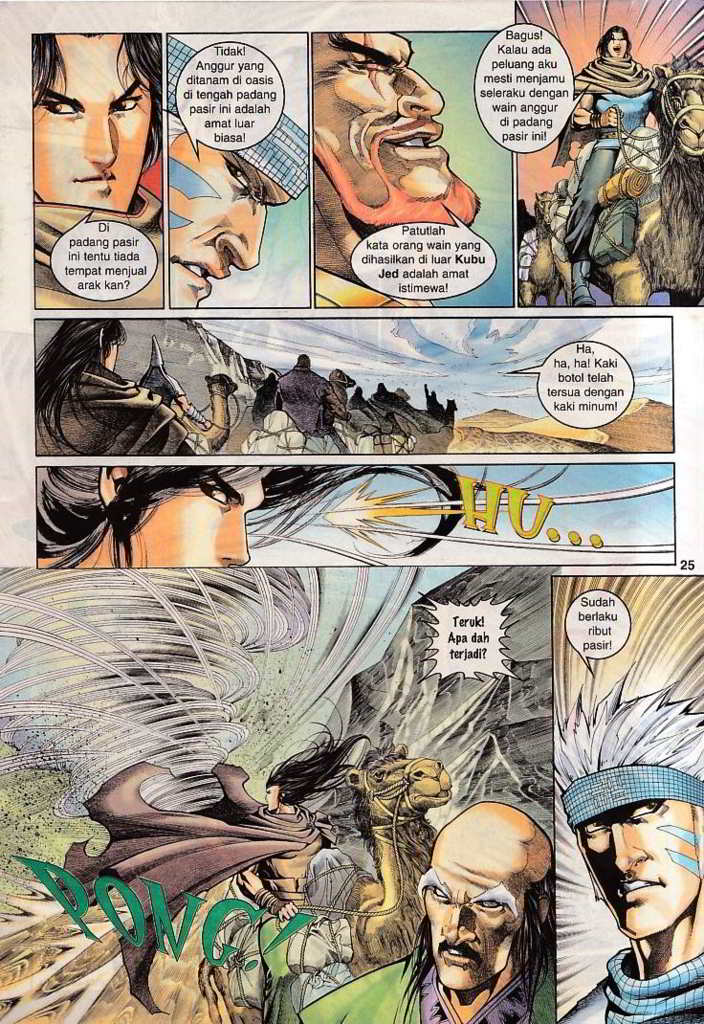 Di
padang pasir
ini tentu tiada
tempat menjual
arak kan?
Tidak!
Anggur yang
ditanam di oasis
di tengah padang
pasir ini adalah
amat luar
biasa!
Patutlah
kata orang wain yang
dihasilkan di luar Kubu
Jed adalah amat
istimewa!
Bagus!
Kalau ada
peluang aku
mesti menjamu
seleraku dengan
wain anggur
di padang
pasir ini!
Ha,
ha, ha! Kaki
botol telah
tersua dengan
kaki minum!
HU...
25
Teruk!
Apa dah
terjadi?
PONG!
Sudah
berlaku
ribut
pasir!